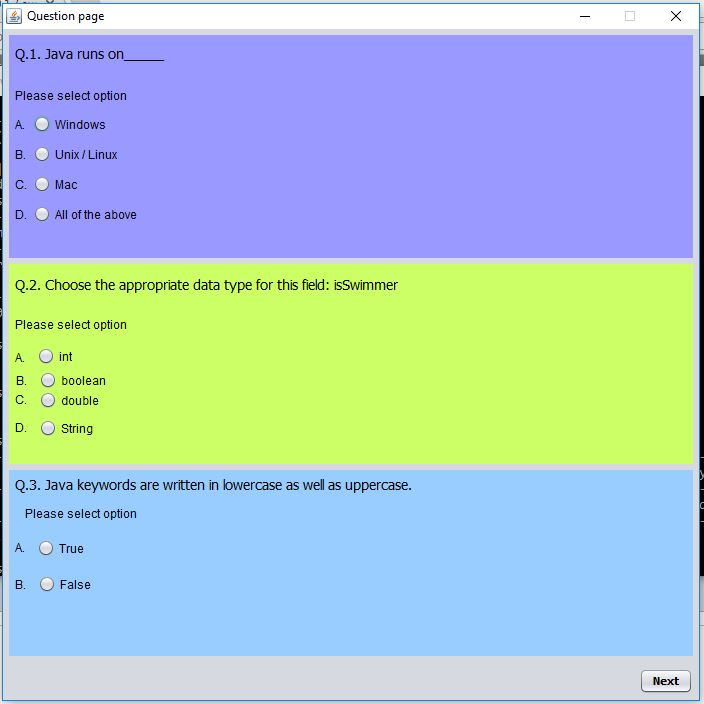 Question page
Q.1. Java runs on______
Please select option
A. Windows
B. Unix / Linux
C. Mac
D. All of the above
Q.2. Choose the appropriate data type for this field: isSwimmer
Please select option
A. int
B. boolean
C. double
D. String
Q.3. Java keywords are written in lowercase as well as uppercase.
Please select option
A. True
B. False
Next